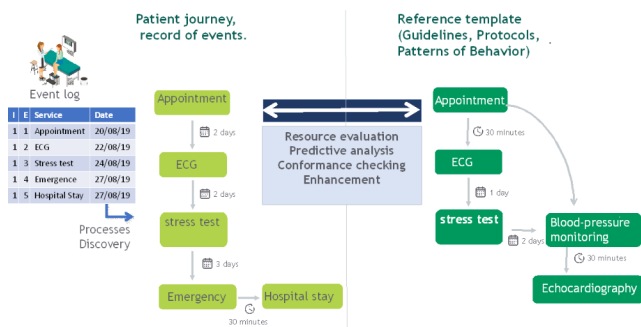 Patient journey,
record of events.
Reference template
(Guidelines, Protocols,
Patterns of Behavior)
.
Event log
I E Service Date
1 1 Appointment 20/08/19
1 2 ECG 22/08/19
1 3 Stress test 24/08/19
1 4 Emergence 27/08/19
1 5 Hospital Stay 27/08/19
Processes
Discovery
Appointment
2 days
ECG
2 days
stress test
3 days
Emergency
Hospital stay
30 minutes
Resource evaluation
Predictive analysis
Conformance checking
Enhancement
Appointment
30 minutes
ECG
1 day
stress test
2 days
Blood-pressure
monitoring
30 minutes
Echocardiography